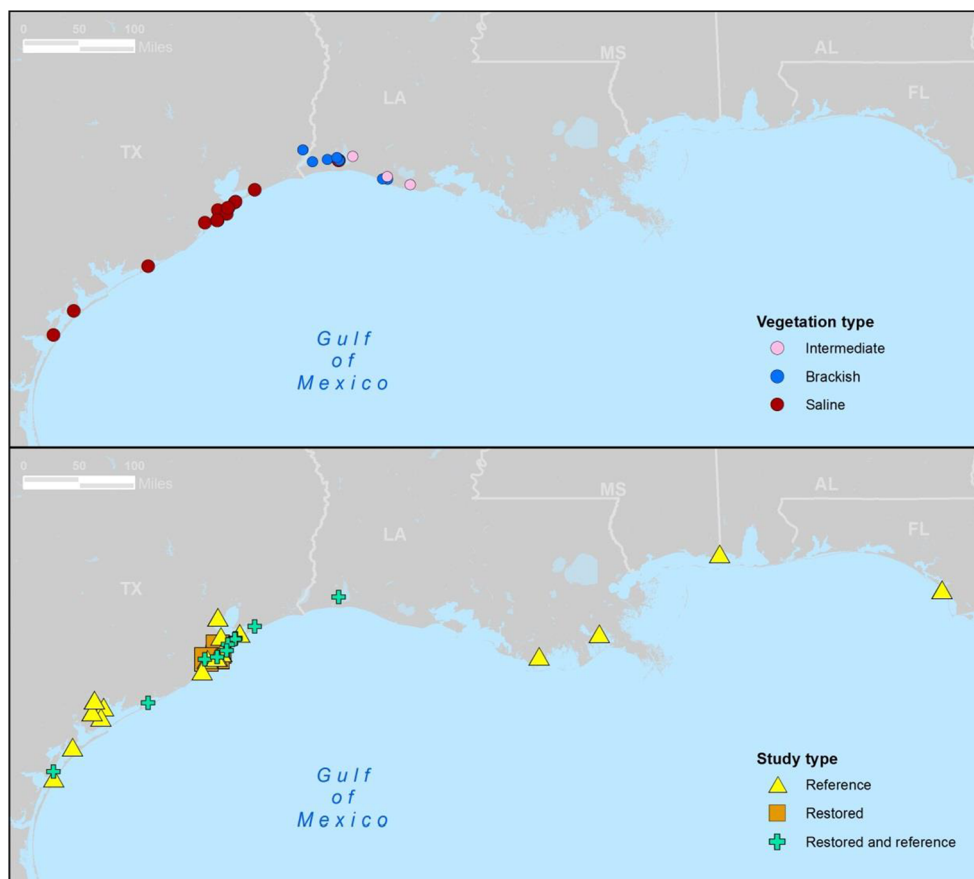 0 50 100
Miles
MS
AL
LA
FL
TX
Gulf
of
Mexico
Vegetation type
Intermediate
Brackish
Saline
0 50 100
Miles
MS
AL
LA
FL
TX
Gulf
of
Mexico
Study type
Reference
Restored
Restored and reference